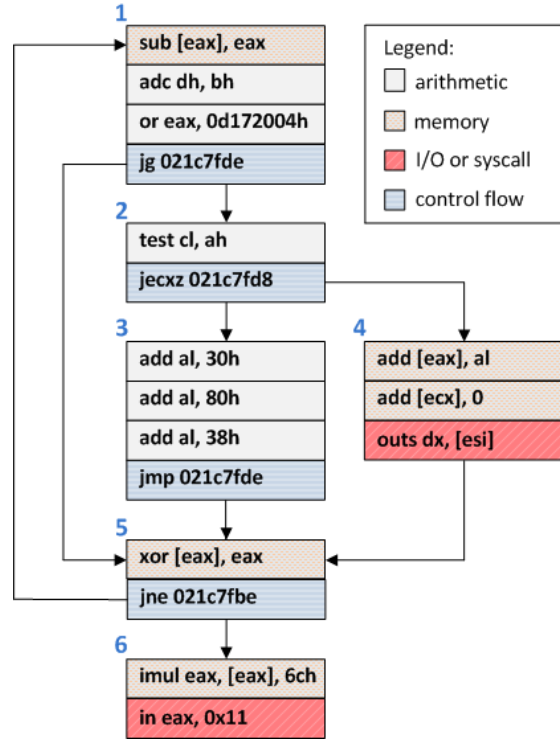 1
sub [eax], eax
adc dh, bh
or eax, 0d172004h
jg 021c7fde
Legend:
arithmetic
memory
I/O or syscall
control flow
2
test cl, ah
jecxz 021c7fd8
3
add al, 30h
add al, 80h
add al, 38h
jmp 021c7fde
4
add [eax], al
add [ecx], 0
outs dx, [esi]
5
xor [eax], eax
jne 021c7fbe
6
imul eax, [eax], 6ch
in eax, 0x11